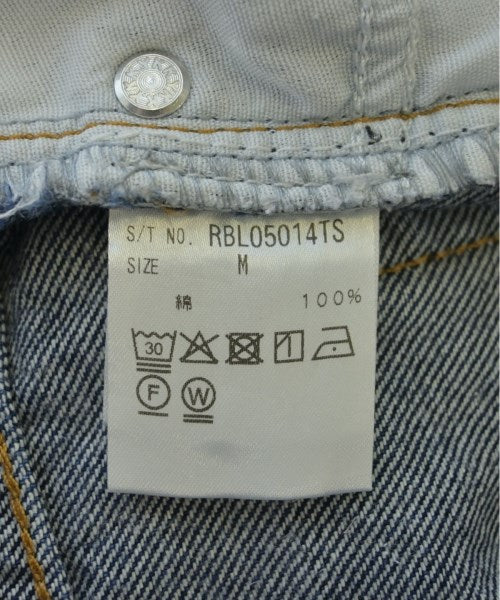 S/T NO. RBL05014TS
SIZE M
綿 100%
30
F W